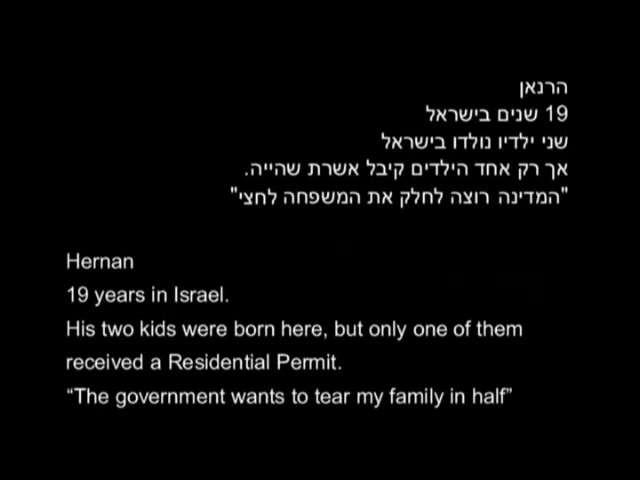 הרנאן
19 שנים בישראל
שני ילדיו נולדו בישראל
אך רק אחד הילדים קיבל אשרת שהייה.
"המדינה רוצה לחלק את המשפחה לחצי"
Hernan
19 years in Israel.
His two kids were born here, but only one of them
received a Residential Permit.
“The government wants to tear my family in half”